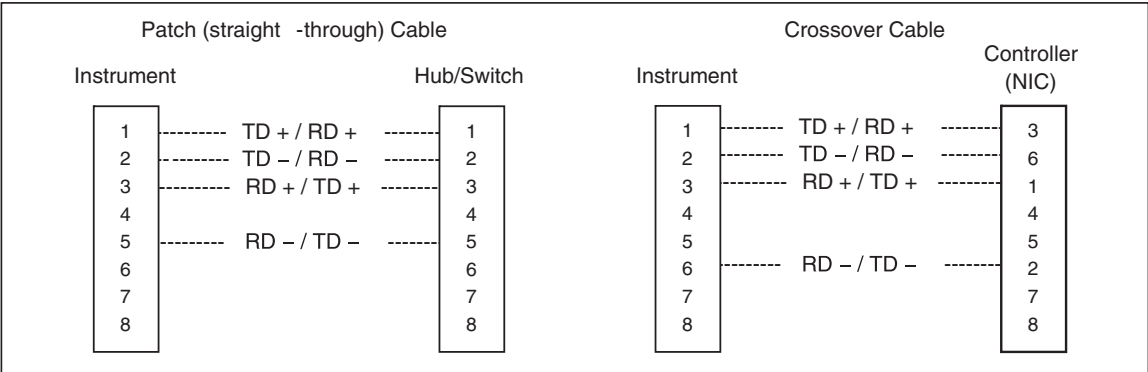 Patch (straight -through) Cable
Instrument
Hub/Switch
1 TD + / RD + 1
2 TD – / RD – 2
3 RD + / TD + 3
4 4
5 RD – / TD – 5
6 6
7 7
8 8
Crossover Cable
Instrument
Controller
(NIC)
1 TD + / RD + 3
2 TD – / RD – 6
3 RD + / TD + 1
4 4
5 5
6 RD – / TD – 2
7 7
8 8